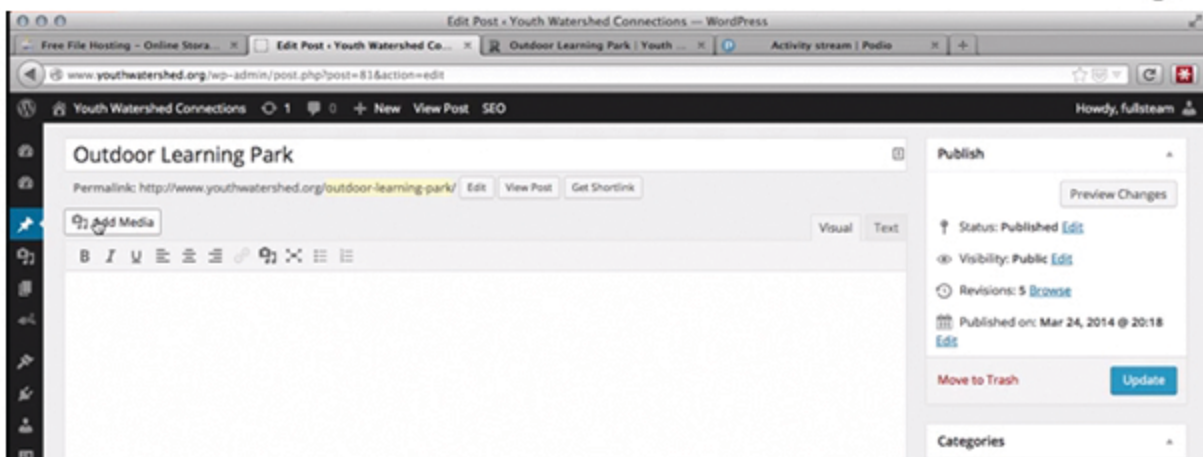 Edit Post ‹ Youth Watershed Connections — WordPress
Free File Hosting - Online Stora... Edit Post ‹ Youth Watershed Co... Outdoor Learning Park | Youth ... Activity stream | Podio
www.youthwatershed.org/wp-admin/post.php?post=81&action=edit
Youth Watershed Connections 1 0 + New View Post SEO Howdy, fullsteam
Outdoor Learning Park
Permalink: http://www.youthwatershed.org/outdoor-learning-park/ Edit View Post Get Shortlink
Add Media
Visual Text
B I U
Publish
Preview Changes
Status: Published Edit
Visibility: Public Edit
Revisions: 5 Browse
Published on: Mar 24, 2014 @ 20:18
Edit
Move to Trash Update
Categories